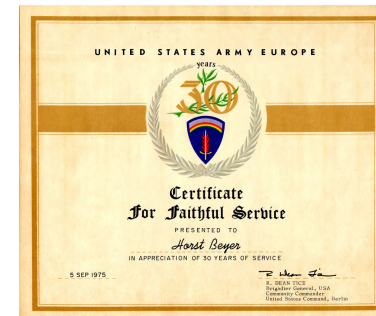 UNITED STATES ARMY EUROPE
years
30
Certificate
For Faithful Service
PRESENTED TO
Horst Beyer
IN APPRECIATION OF 30 YEARS OF SERVICE
5 SEP 1975
R. DEAN TICE
Brigadier General, USA
Community Commander
United States Command, Berlin